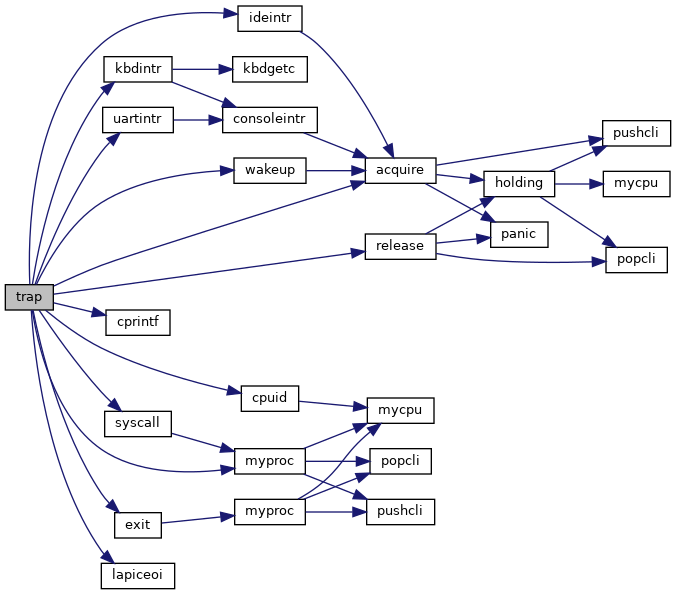 ideintr
kbdintr
kbdgetc
uartintr
consoleintr
pushcli
wakeup
acquire
holding
mycpu
release
panic
popcli
trap
cprintf
cpuid
mycpu
syscall
myproc
popcli
exit
myproc
pushcli
lapiceoi